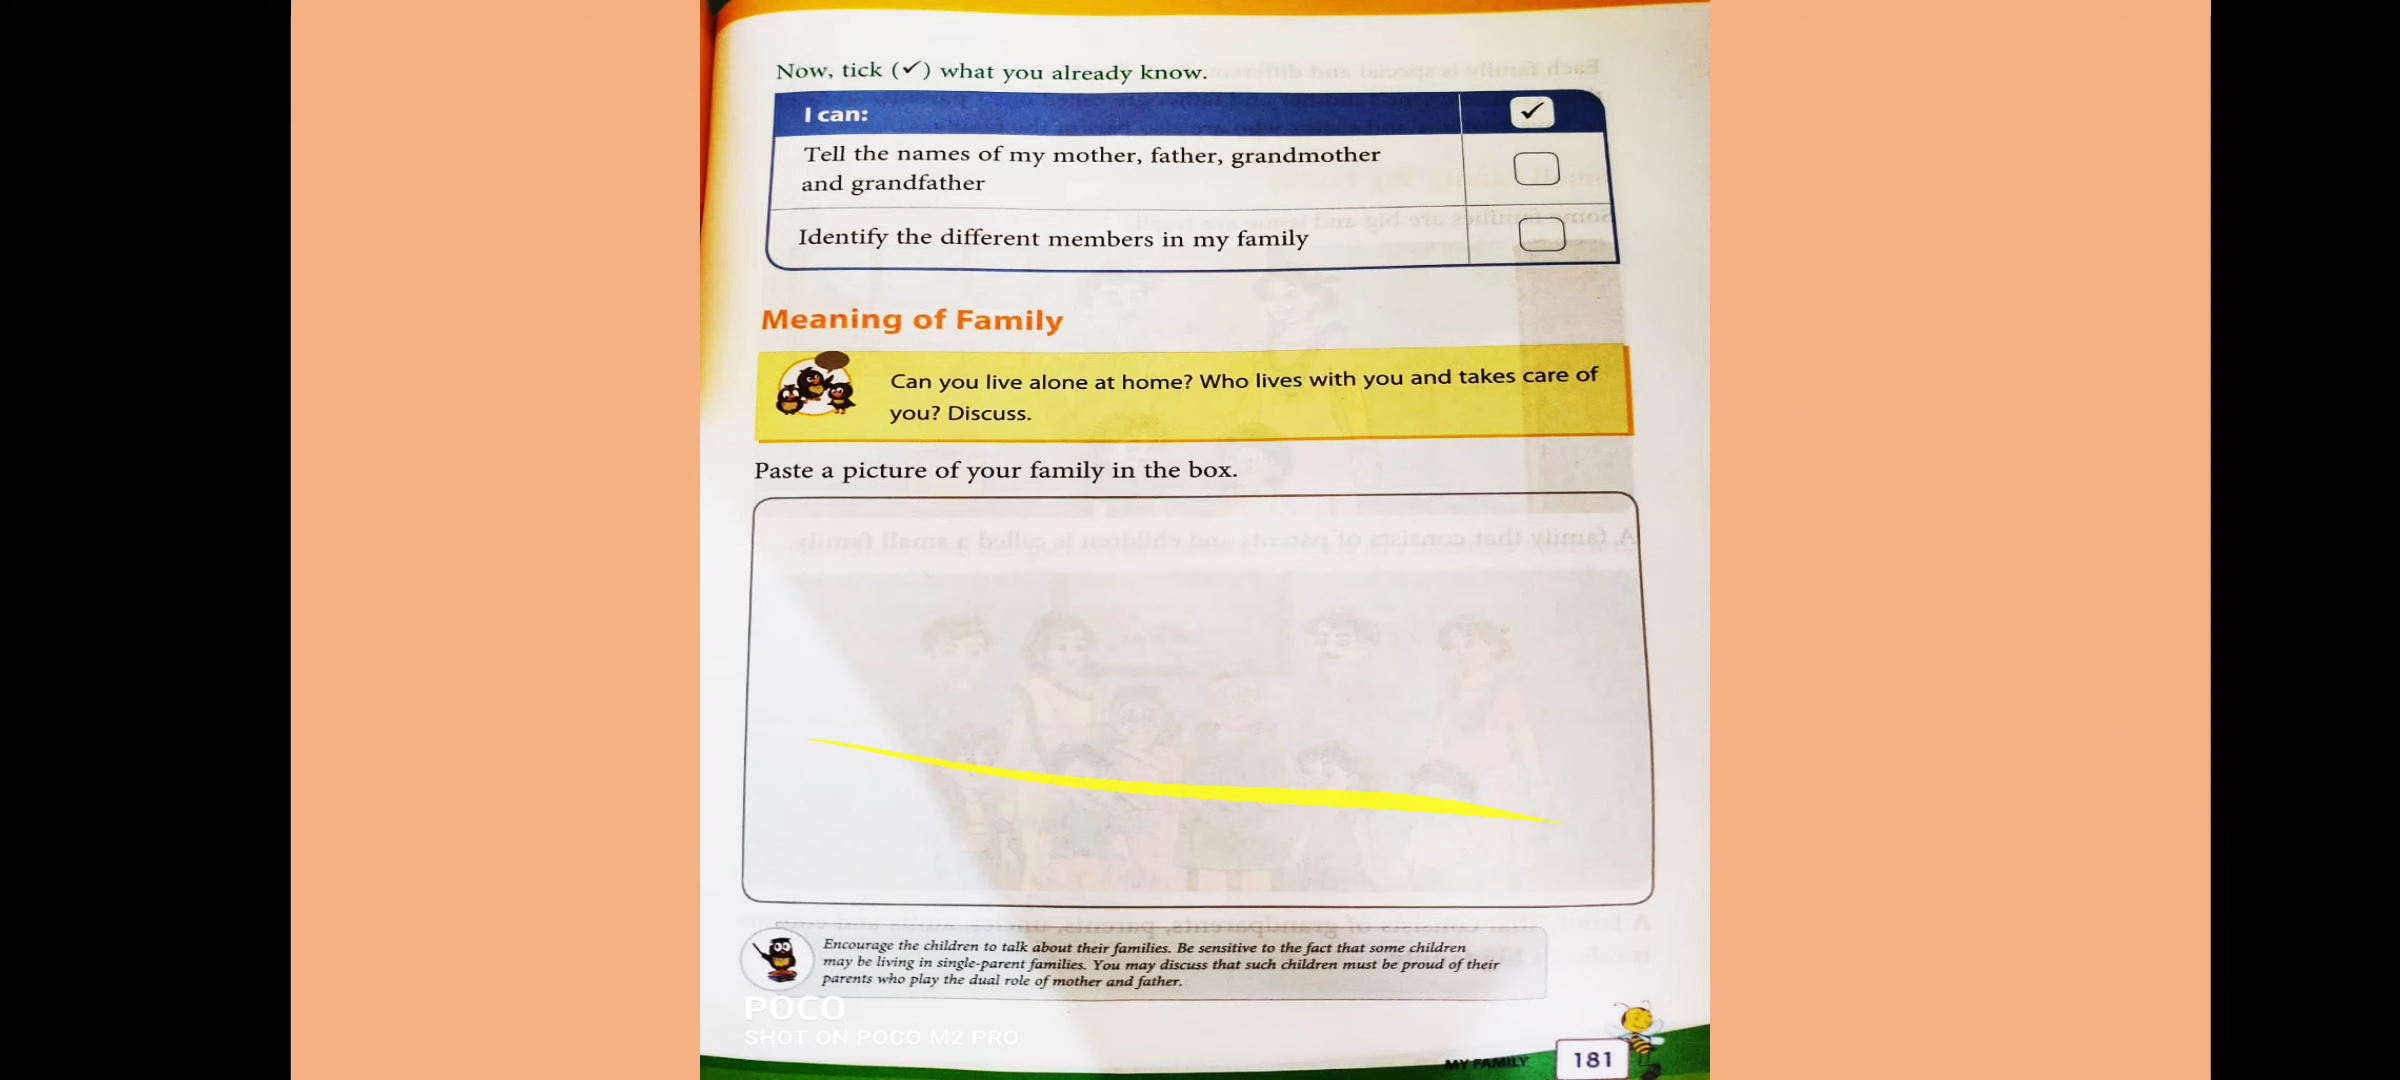 Now, tick (✓) what you already know.
I can: ✓
Tell the names of my mother, father, grandmother
and grandfather
Identify the different members in my family
Meaning of Family
Can you live alone at home? Who lives with you and takes care of
you? Discuss.
Paste a picture of your family in the box.
Encourage the children to talk about their families. Be sensitive to the fact that some children
may be living in single-parent families. You may discuss that such children must be proud of their
parents who play the dual role of mother and father.
POCO
SHOT ON POCO M2 PRO
MY FAMILY 181